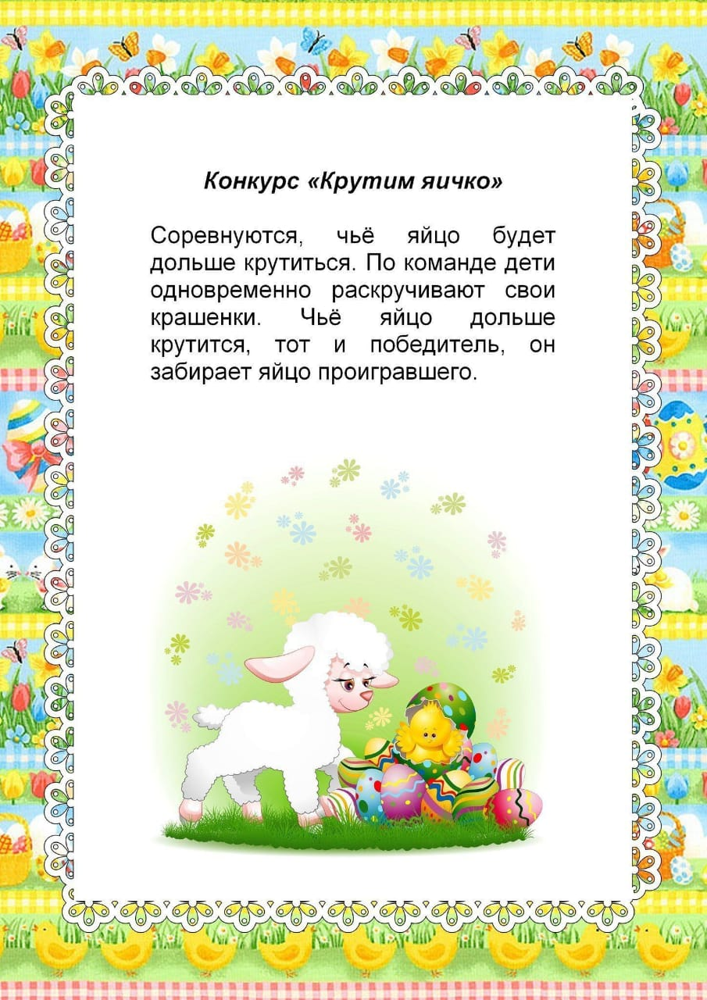 Конкурс «Крутим яичко»
Соревнуются, чьё яйцо будет
дольше крутиться. По команде дети
одновременно раскручивают свои
крашенки. Чьё яйцо дольше
крутится, тот и победитель, он
забирает яйцо проигравшего.